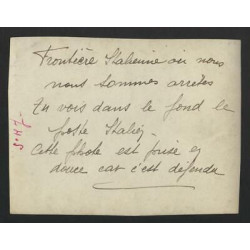 Frontière Italienne où nous
nous sommes arrêtés
tu vois dans le fond le
poste Italien.
Cette photo est prise en
douce car c'est défendu